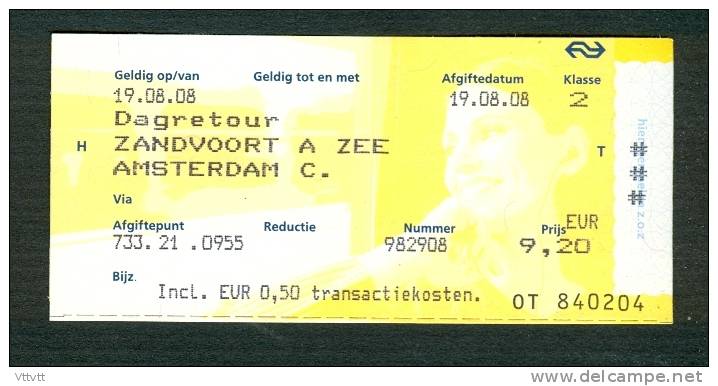 Geldig op/van Geldig tot en met Afgiftedatum Klasse
19.08.08 19.08.08 2
Dagretour
H ZANDVOORT A ZEE T
AMSTERDAM C.
Via
Afgiftepunt Reductie Nummer Prijs EUR
733.21 .0955 982908 9,20
Bijz.
Incl. EUR 0,50 transactiekosten.
OT 840204
###
z.o.z
Vttvtt
delcampe.net